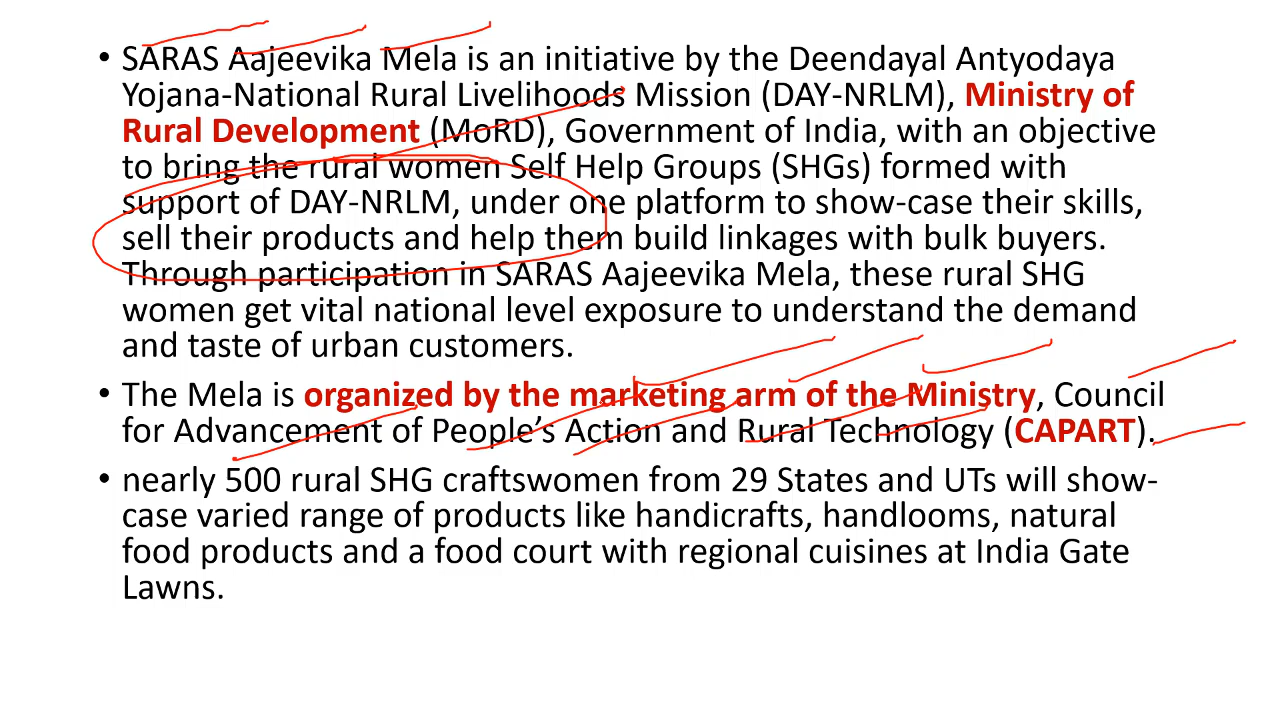 • SARAS Aajeevika Mela is an initiative by the Deendayal Antyodaya
Yojana-National Rural Livelihoods Mission (DAY-NRLM), Ministry of
Rural Development (MoRD), Government of India, with an objective
to bring the rural women Self Help Groups (SHGs) formed with
support of DAY-NRLM, under one platform to show-case their skills,
sell their products and help them build linkages with bulk buyers.
Through participation in SARAS Aajeevika Mela, these rural SHG
women get vital national level exposure to understand the demand
and taste of urban customers.
• The Mela is organized by the marketing arm of the Ministry, Council
for Advancement of People’s Action and Rural Technology (CAPART).
• nearly 500 rural SHG craftswomen from 29 States and UTs will show-
case varied range of products like handicrafts, handlooms, natural
food products and a food court with regional cuisines at India Gate
Lawns.